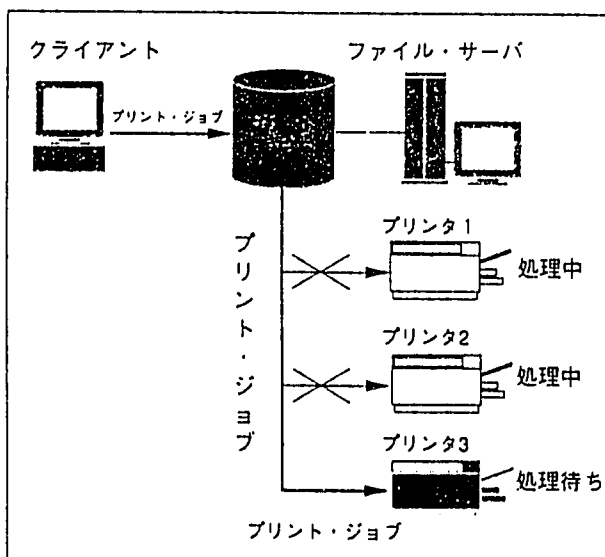 クライアント
ファイル・サーバ
プリント・ジョブ
プリンタ1
処理中
プリント・ジョブ
プリンタ2
処理中
プリンタ3
処理待ち
プリント・ジョブ